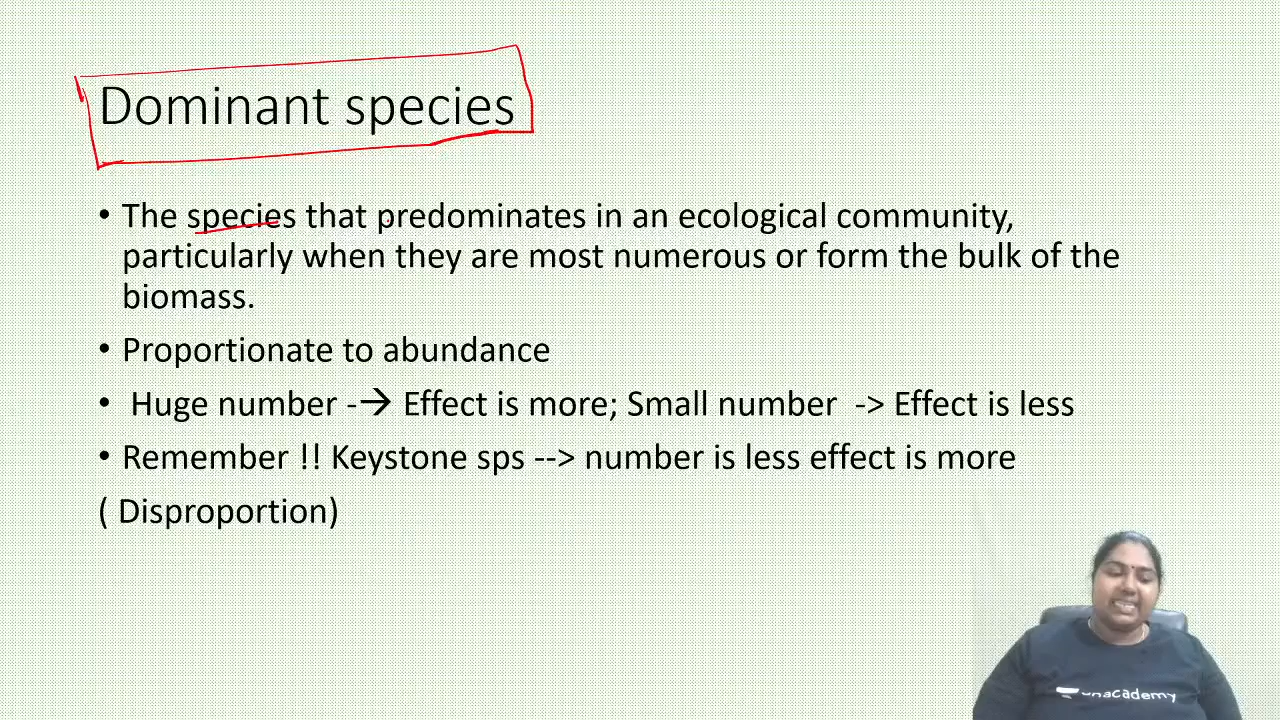 Dominant species
• The species that predominates in an ecological community,
particularly when they are most numerous or form the bulk of the
biomass.
• Proportionate to abundance
• Huge number -→ Effect is more; Small number -> Effect is less
• Remember !! Keystone sps --> number is less effect is more
( Disproportion)
unacademy